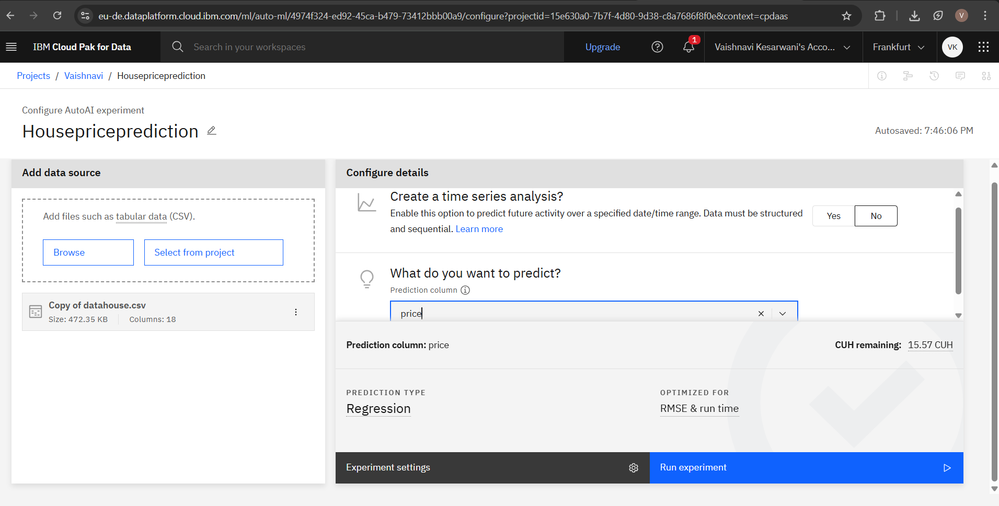 eu-de.dataplatform.cloud.ibm.com/ml/auto-ml/4974f324-ed92-45ca-b479-73412bbb00a9/configure?projectid=15e630a0-7b7f-4d80-9d38-c8a7686f8f0e&context=cpdaas
V
IBM Cloud Pak for Data
Search in your workspaces
Upgrade
1
Vaishnavi Kesarwani's Acco...
Frankfurt
VK
Projects / Vaishnavi / Housepriceprediction
Configure AutoAI experiment
Housepriceprediction
Autosaved: 7:46:06 PM
Add data source
Add files such as tabular data (CSV).
Browse
Select from project
Copy of datahouse.csv
Size: 472.35 KB
Columns: 18
Configure details
Create a time series analysis?
Enable this option to predict future activity over a specified date/time range. Data must be structured
and sequential. Learn more
Yes
No
What do you want to predict?
Prediction column
price
Prediction column: price
CUH remaining: 15.57 CUH
PREDICTION TYPE
Regression
OPTIMIZED FOR
RMSE & run time
Experiment settings
Run experiment